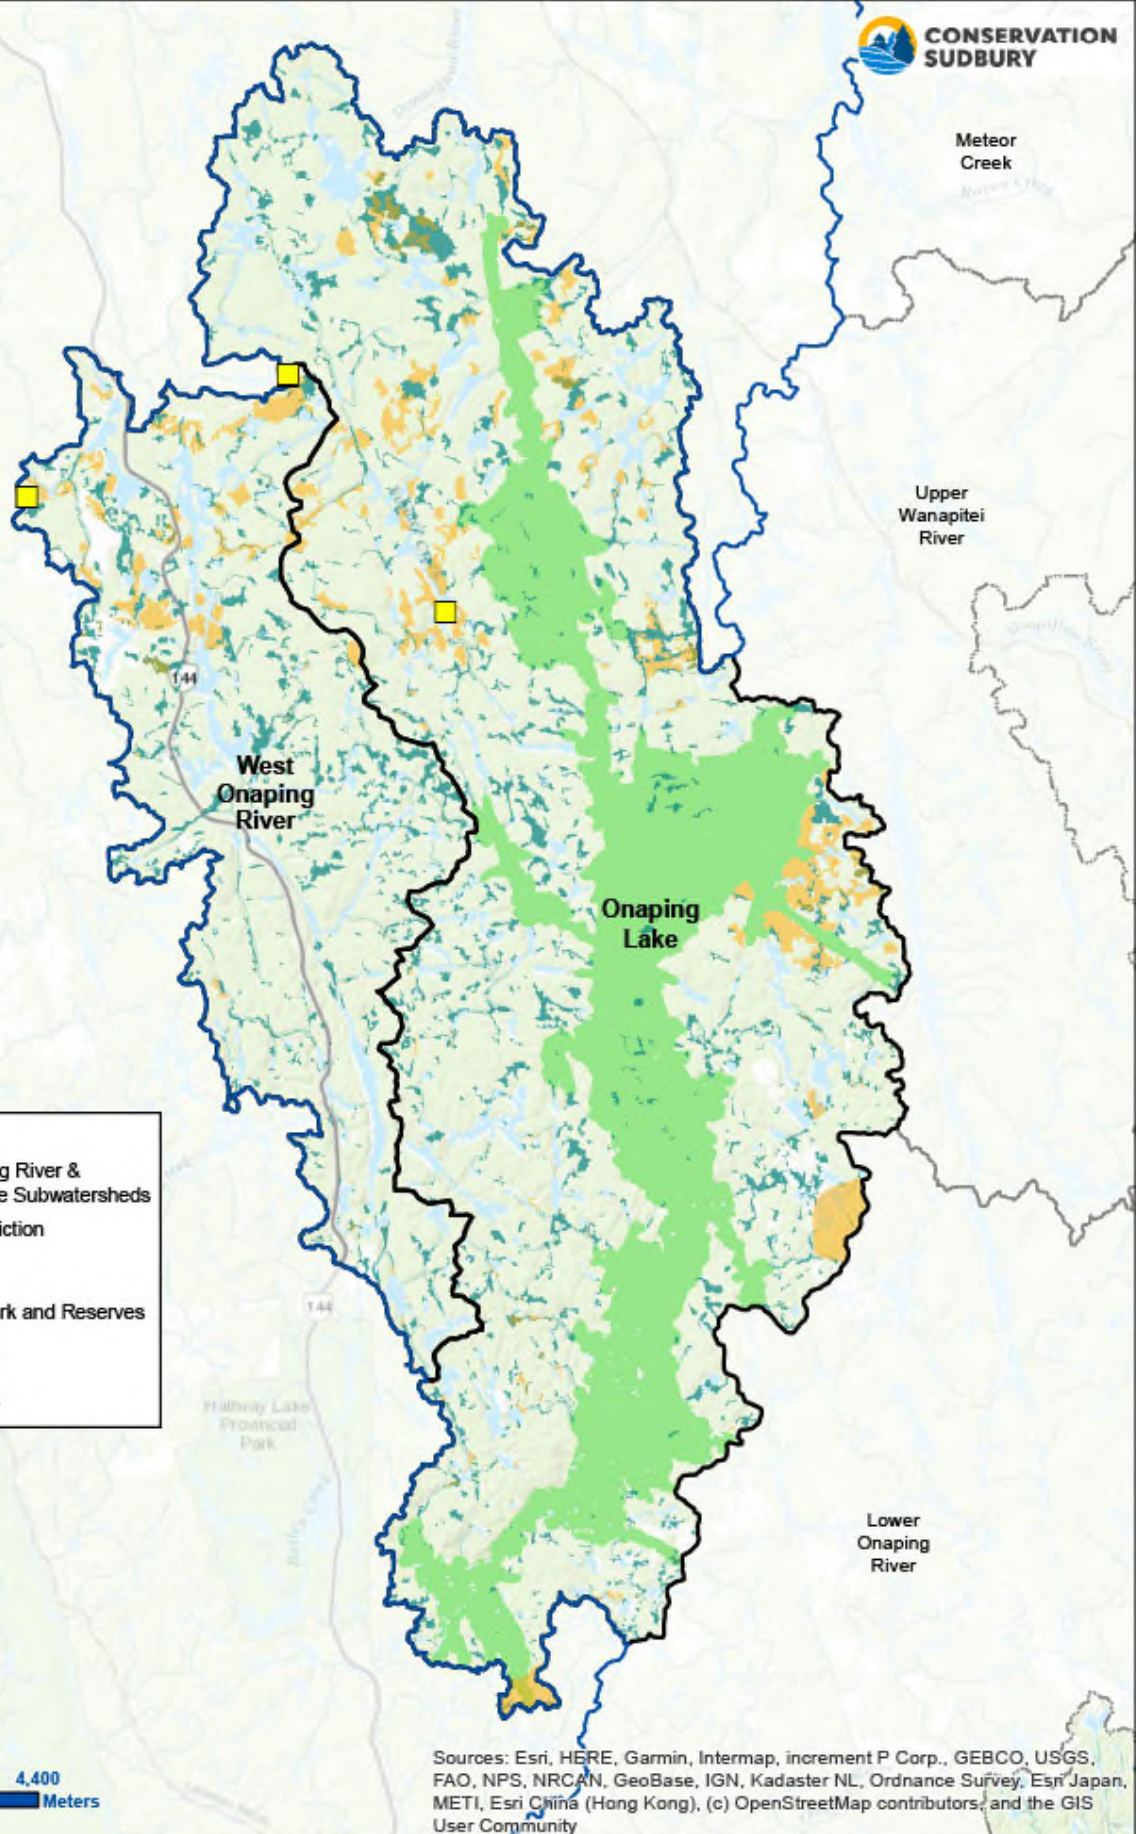 CONSERVATION
SUDBURY
Meteor
Creek
Upper
Wanapitei
River
144
West
Onaping
River
Onaping
Lake
g River &
e Subwatersheds
iction
rk and Reserves
144
Halfway Lake
Provincial
Park
Lower
Onaping
River
4,400
Meters
Sources: Esri, HERE, Garmin, Intermap, increment P Corp., GEBCO, USGS,
FAO, NPS, NRCAN, GeoBase, IGN, Kadaster NL, Ordnance Survey, Esri Japan,
METI, Esri China (Hong Kong), (c) OpenStreetMap contributors, and the GIS
User Community